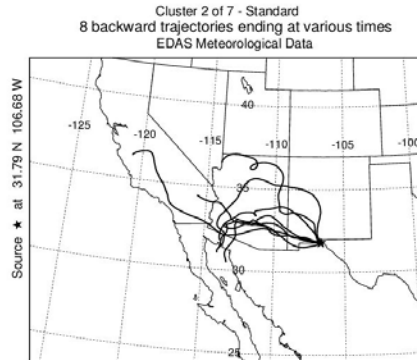 Cluster 2 of 7 - Standard
8 backward trajectories ending at various times
EDAS Meteorological Data
Source ★ at 31.79 N 106.68 W
-125
-120
-115
-110
-105
-100
40
35
30
25